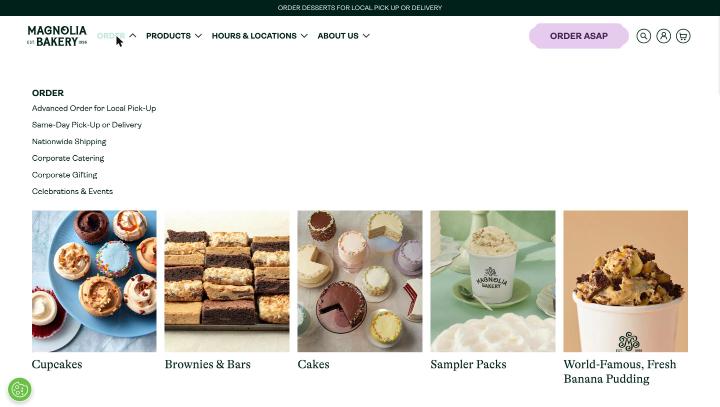 ORDER DESSERTS FOR LOCAL PICK UP OR DELIVERY
MAGNOLIA
BAKERY
EST 1996
ORDER
PRODUCTS
HOURS & LOCATIONS
ABOUT US
ORDER ASAP
ORDER
Advanced Order for Local Pick-Up
Same-Day Pick-Up or Delivery
Nationwide Shipping
Corporate Catering
Corporate Gifting
Celebrations & Events
MAGNOLIA
BAKERY
Cupcakes
Brownies & Bars
Cakes
Sampler Packs
World-Famous, Fresh
Banana Pudding